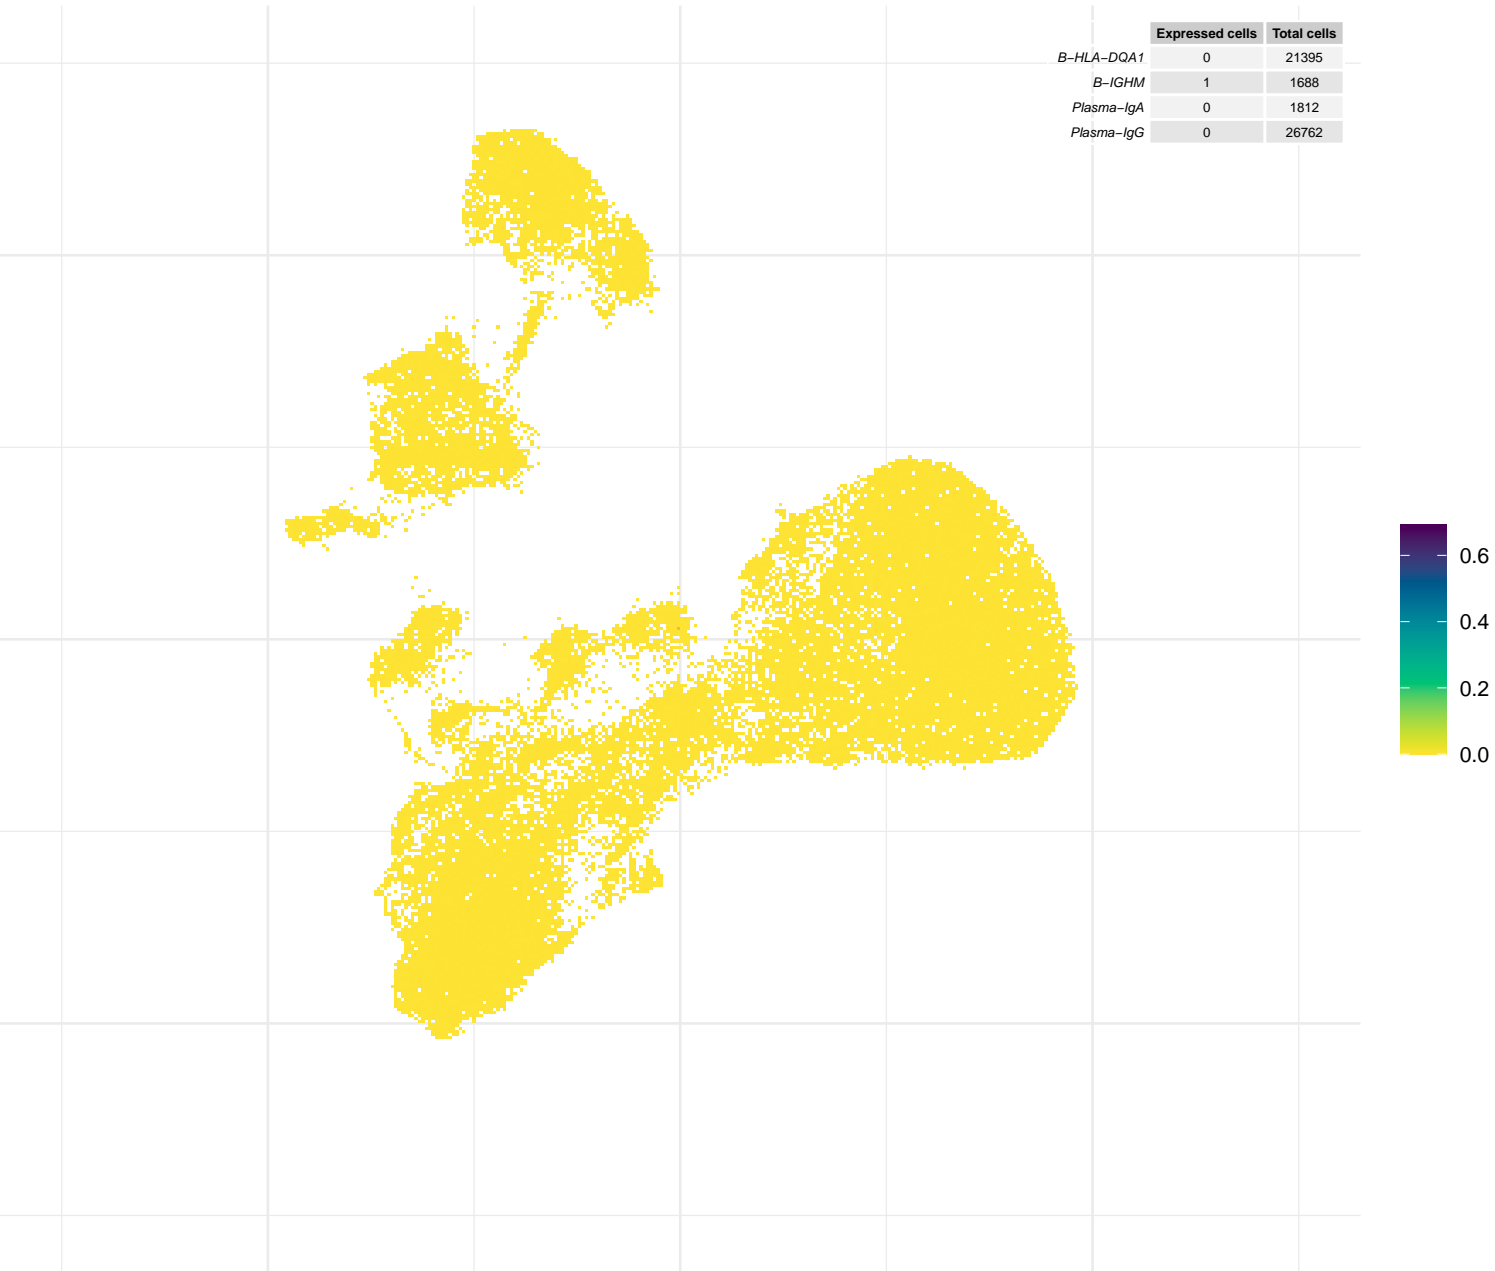 Expressed cells Total cells
B−HLA−DQA1 0 21395
B−IGHM 1 1688
Plasma−IgA 0 1812
Plasma−IgG 0 26762
0.6
0.4
0.2
0.0